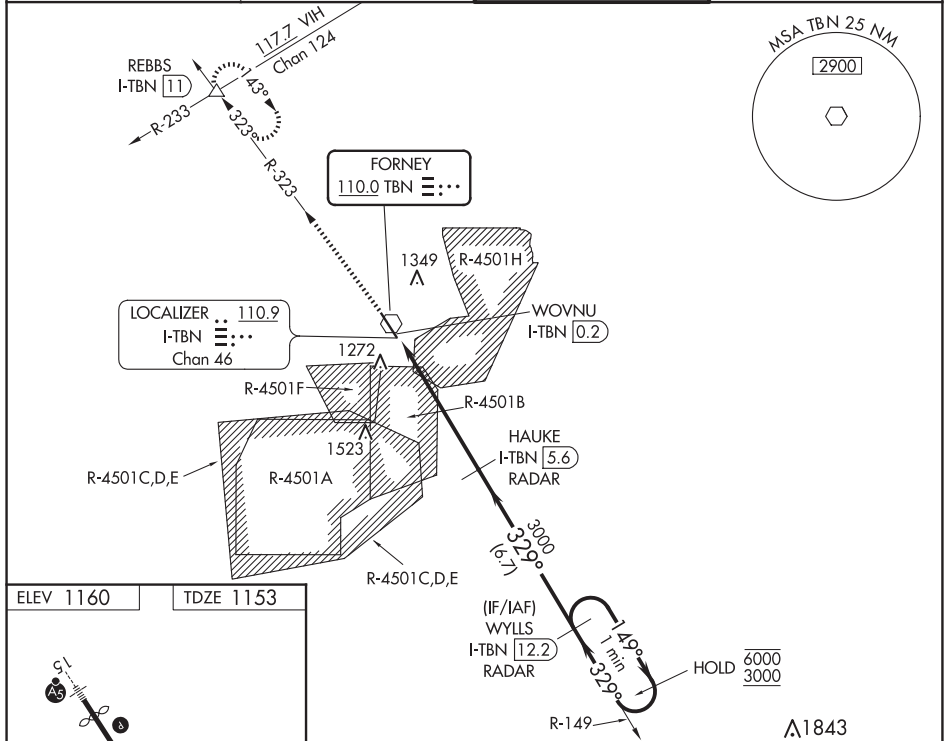 117.7 VIH
Chan 124
REBBS
I-TBN 11
R-233
143°
323°
R-323
MSA TBN 25 NM
2900
FORNEY
110.0 TBN
1349
R-4501H
LOCALIZER 110.9
I-TBN
Chan 46
WOVNU
I-TBN 0.2
1272
R-4501F
R-4501B
1523
HAUKE
I-TBN 5.6
RADAR
R-4501C,D,E
R-4501A
3000
329°
(6.7)
R-4501C,D,E
(IF/IAF)
WYLLS
I-TBN 12.2
RADAR
149°
1 min
329°
HOLD 6000
3000
R-149
1843
ELEV 1160
TDZE 1153
15
A5